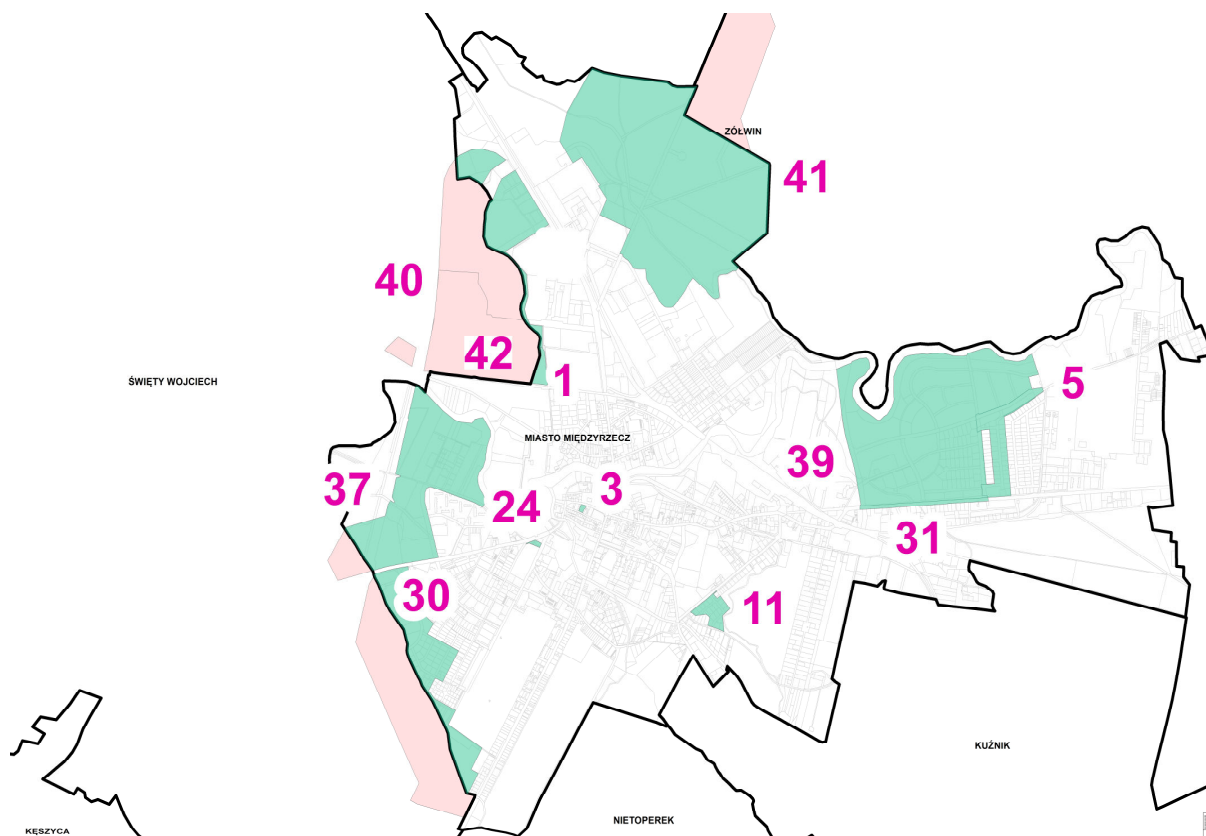 ZÓŁWIN
41
40
42
1
5
ŚWIĘTY WOJCIECH
MIASTO MIĘDZYRZECZ
37
24
3
39
31
30
11
KUŹNIK
NIETOPEREK
KĘSZYCA